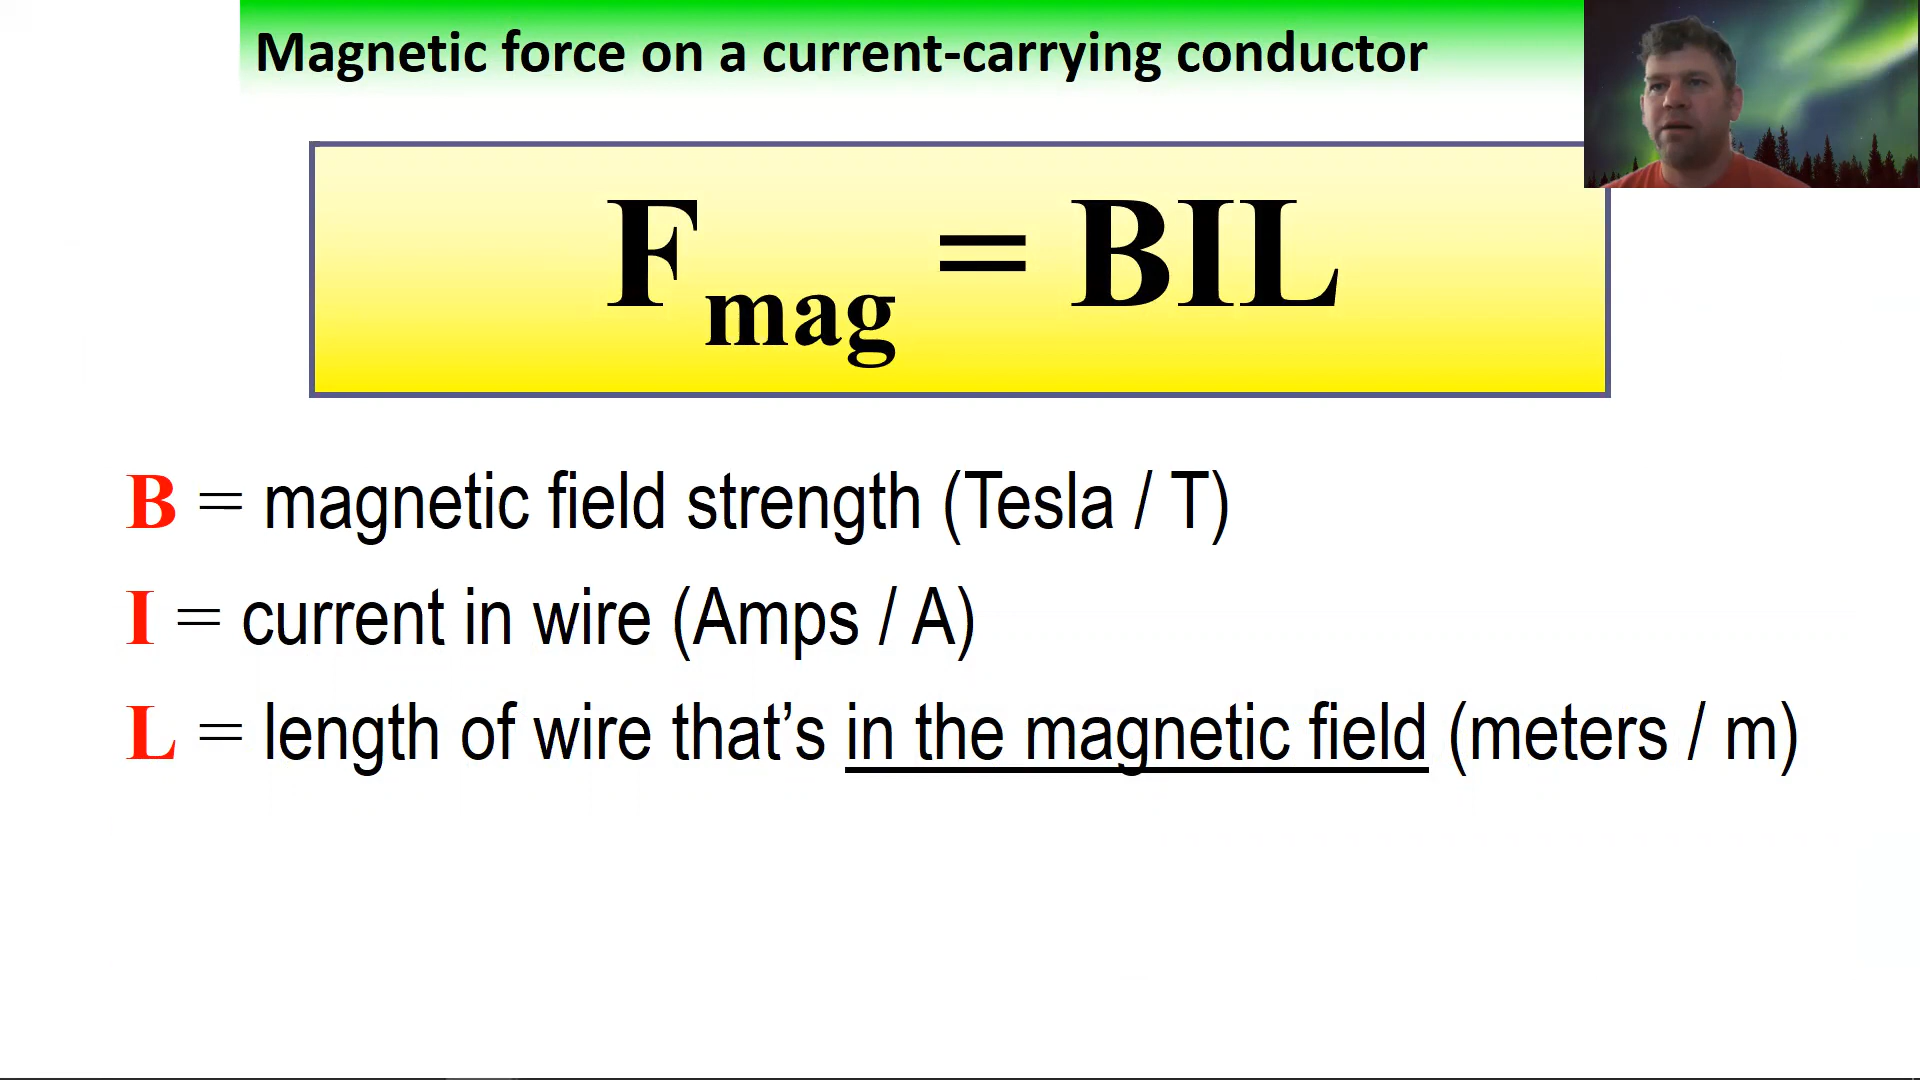 Magnetic force on a current-carrying conductor
Fmag = BIL
B = magnetic field strength (Tesla / T)
I = current in wire (Amps / A)
L = length of wire that’s in the magnetic field (meters / m)